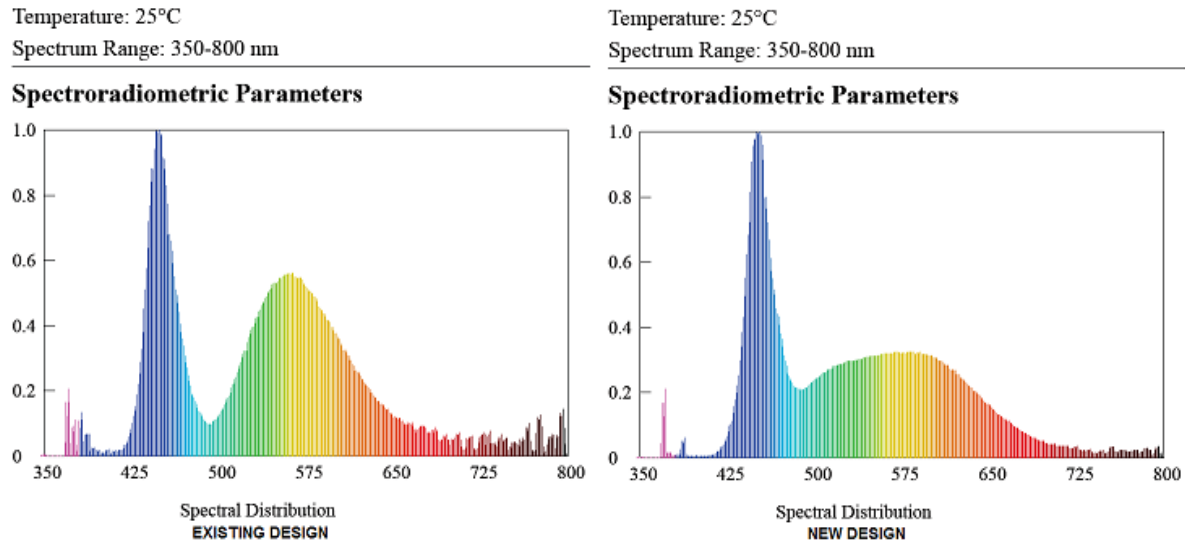 Temperature: 25°C
Spectrum Range: 350-800 nm
Spectroradiometric Parameters
1.0
0.8
0.6
0.4
0.2
0
350 425 500 575 650 725 800
Spectral Distribution
EXISTING DESIGN
Temperature: 25°C
Spectrum Range: 350-800 nm
Spectroradiometric Parameters
1.0
0.8
0.6
0.4
0.2
0
350 425 500 575 650 725 800
Spectral Distribution
NEW DESIGN